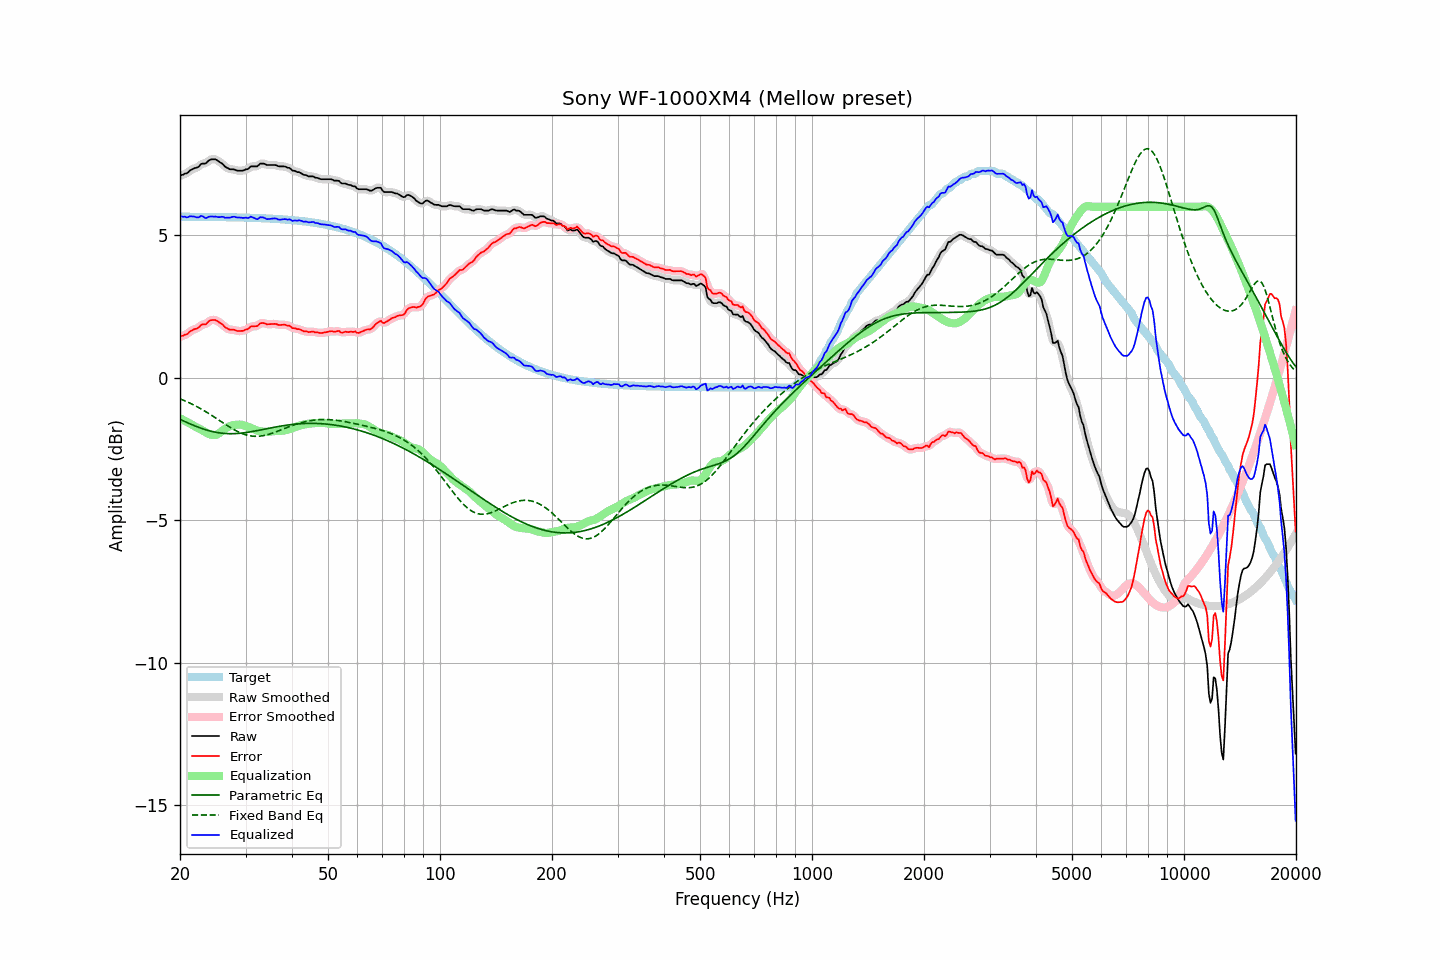 Sony WF-1000XM4 (Mellow preset)
Amplitude (dBr)
5
0
−5
−10
−15
Target
Raw Smoothed
Error Smoothed
Raw
Error
Equalization
Parametric Eq
Fixed Band Eq
Equalized
20 50 100 200 500 1000 2000 5000 10000 20000
Frequency (Hz)